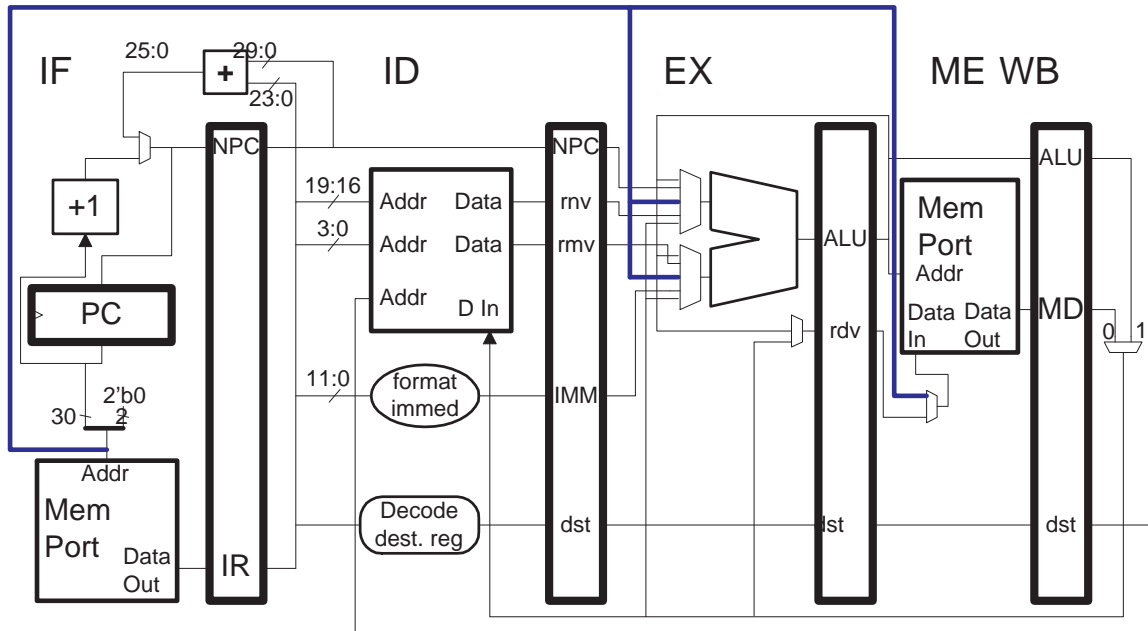 IF
ID
EX
ME WB
25:0
29:0
+
23:0
NPC
NPC
ALU
+1
19:16
Addr
Data
rnv
3:0
Addr
Data
rmv
Addr
D In
Mem
Port
Addr
ALU
PC
Data
In
Data
Out
MD
rdv
0
1
2'b0
30
2
11:0
format
immed
IMM
Addr
Mem
Port
Data
Out
IR
Decode
dest. reg
dst
dst
dst